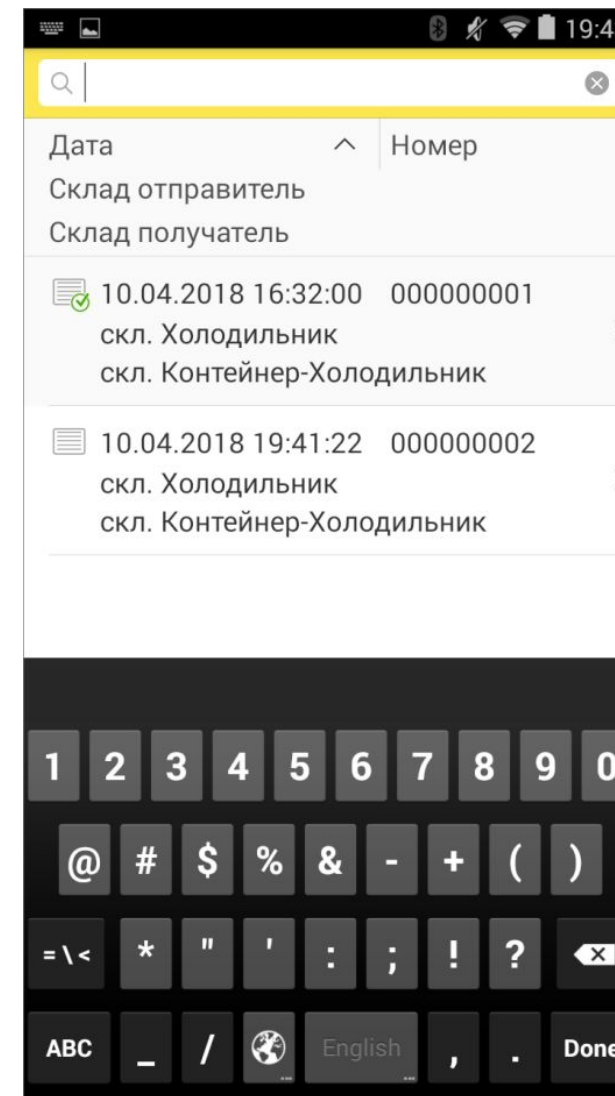 19:4
Дата Номер
Склад отправитель
Склад получатель
10.04.2018 16:32:00 000000001
скл. Холодильник
скл. Контейнер-Холодильник
10.04.2018 19:41:22 000000002
скл. Холодильник
скл. Контейнер-Холодильник
1 2 3 4 5 6 7 8 9 0
@ # $ % & - + ( )
= \ < * " ' : ; ! ?
ABC _ / English , . Done